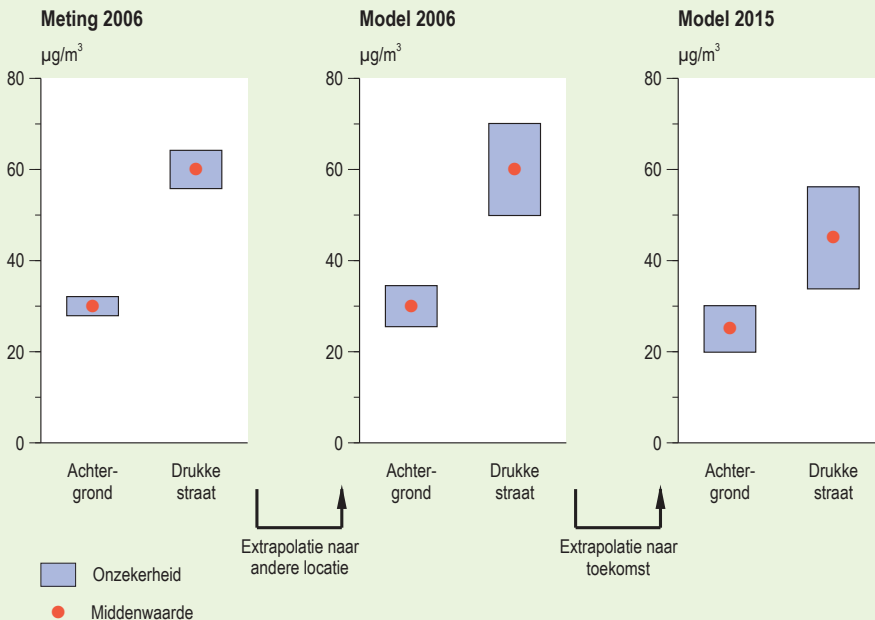 Meting 2006
µg/m³
80
60
40
20
0
Achter-
grond
Drukke
straat
Model 2006
µg/m³
80
60
40
20
0
Achter-
grond
Drukke
straat
Model 2015
µg/m³
80
60
40
20
0
Achter-
grond
Drukke
straat
Extrapolatie naar
andere locatie
Extrapolatie naar
toekomst
Onzekerheid
Middenwaarde